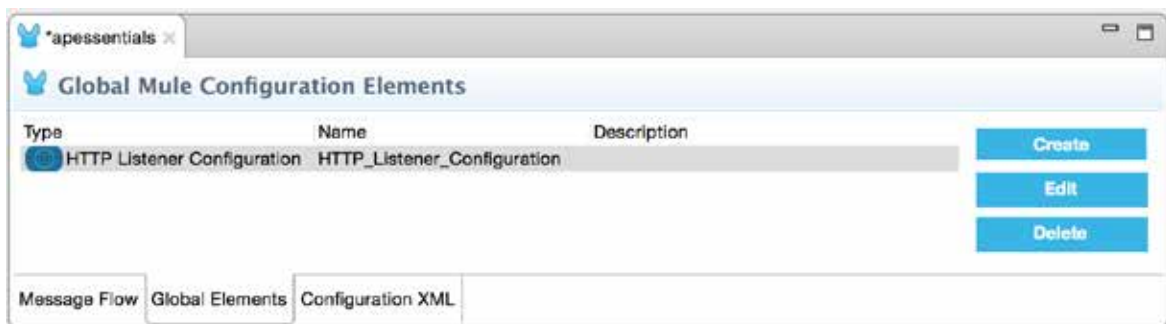 *apessentials
Global Mule Configuration Elements
Type Name Description
HTTP Listener Configuration HTTP_Listener_Configuration
Create
Edit
Delete
Message Flow Global Elements Configuration XML